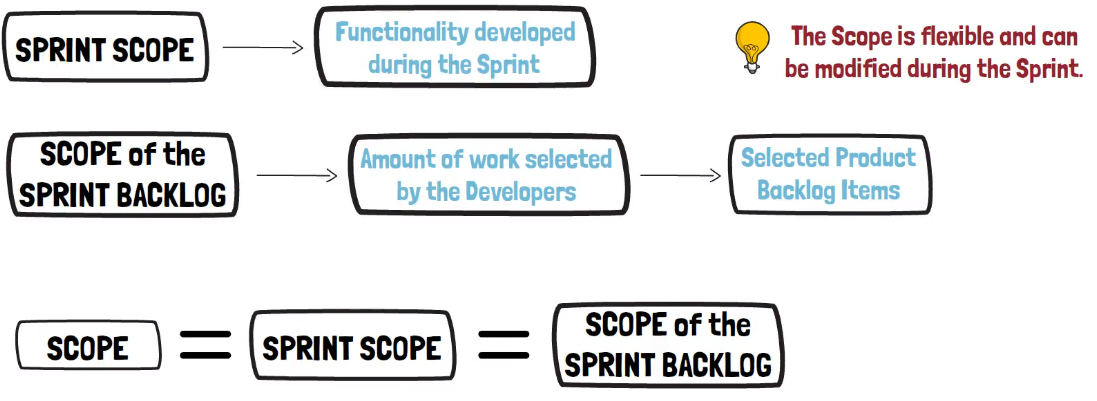 SPRINT SCOPE
Functionality developed
during the Sprint
The Scope is flexible and can
be modified during the Sprint.
SCOPE of the
SPRINT BACKLOG
Amount of work selected
by the Developers
Selected Product
Backlog Items
SCOPE
=
SPRINT SCOPE
=
SCOPE of the
SPRINT BACKLOG